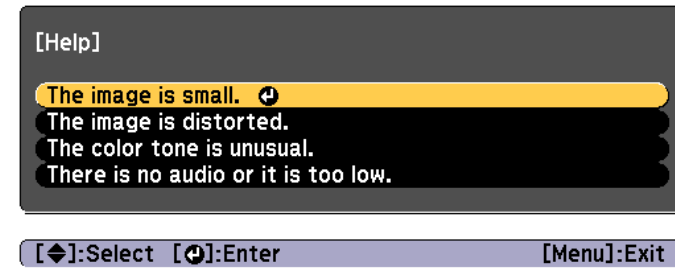 [Help]
The image is small.
The image is distorted.
The color tone is unusual.
There is no audio or it is too low.
[◆]:Select [⏎]:Enter [Menu]:Exit